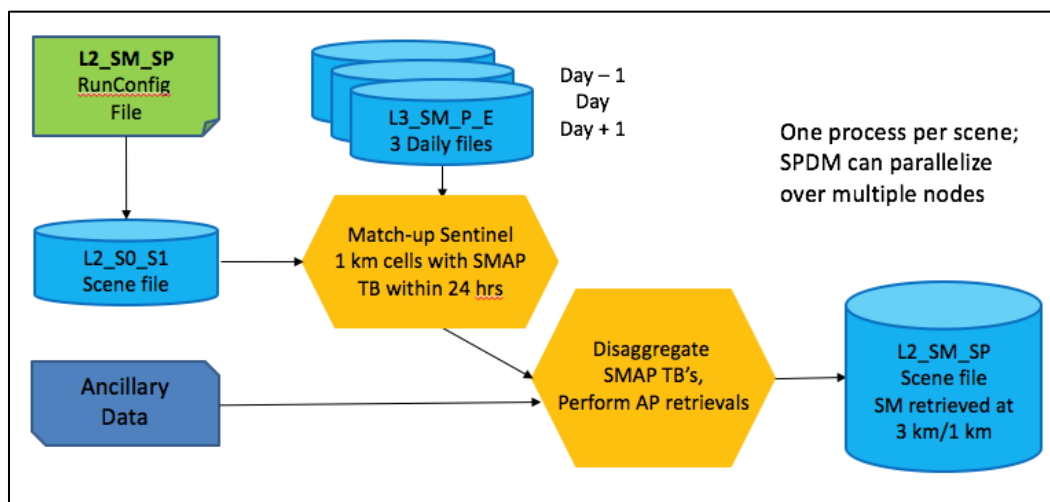 L2_SM_SP
RunConfig
File
L3_SM_P_E
3 Daily files
Day – 1
Day
Day + 1
One process per scene;
SPDM can parallelize
over multiple nodes
L2_S0_S1
Scene file
Match-up Sentinel
1 km cells with SMAP
TB within 24 hrs
Ancillary
Data
Disaggregate
SMAP TB's,
Perform AP retrievals
L2_SM_SP
Scene file
SM retrieved at
3 km/1 km